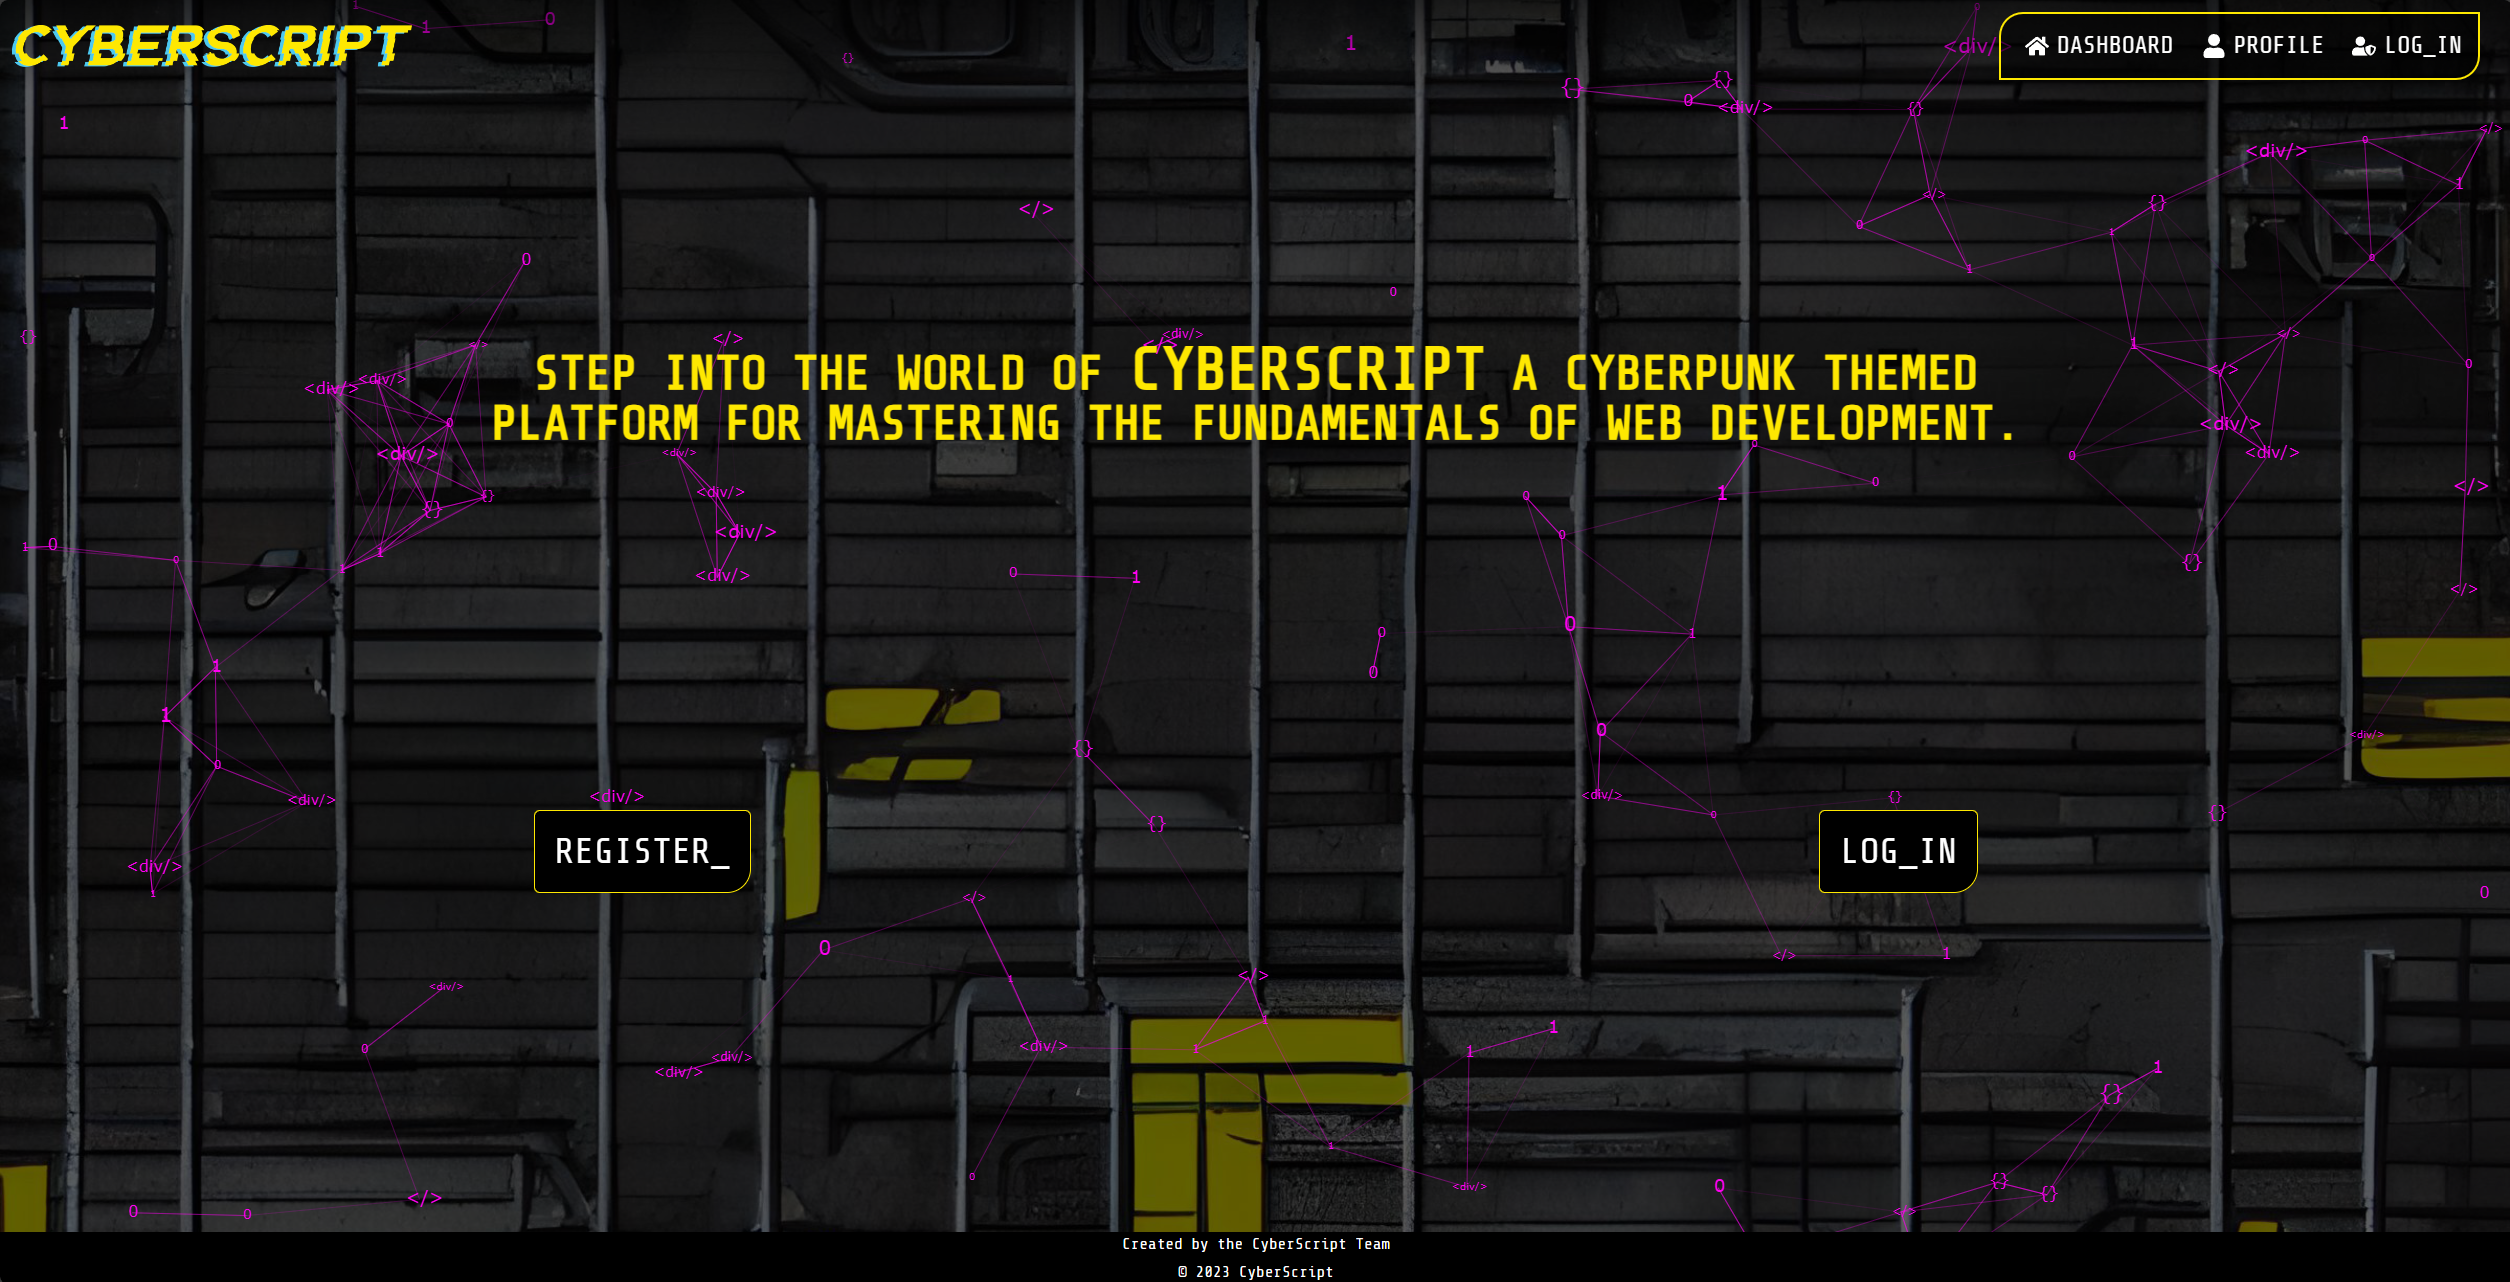 CYBERSCRIPT
DASHBOARD PROFILE LOG_IN
STEP INTO THE WORLD OF CYBERSCRIPT A CYBERPUNK THEMED
PLATFORM FOR MASTERING THE FUNDAMENTALS OF WEB DEVELOPMENT.
REGISTER_ LOG_IN
Created by the CyberScript Team
© 2023 CyberScript